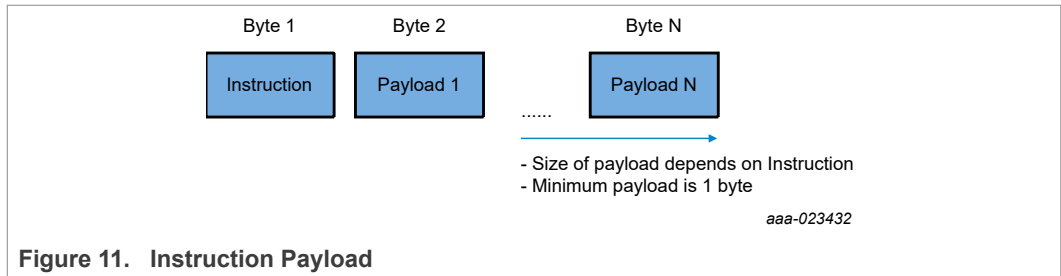 Byte 1 Byte 2 Byte N
Instruction Payload 1 Payload N
......
- Size of payload depends on Instruction
- Minimum payload is 1 byte
aaa-023432
Figure 11. Instruction Payload